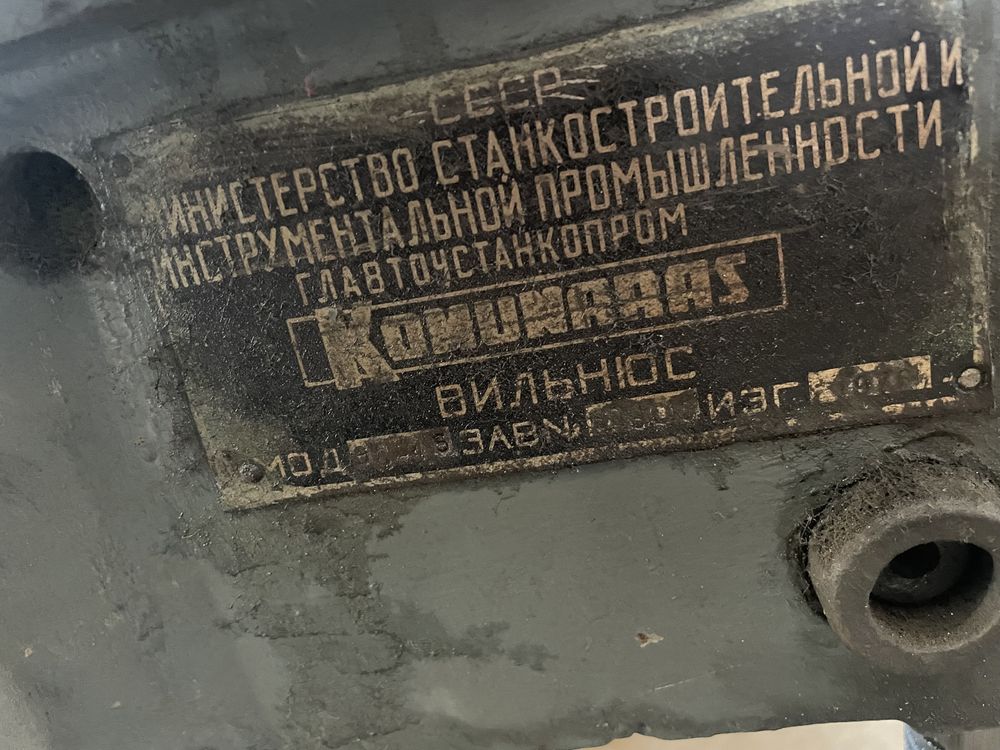 СССР
МИНИСТЕРСТВО СТАНКОСТРОИТЕЛЬНОЙ И
ИНСТРУМЕНТАЛЬНОЙ ПРОМЫШЛЕННОСТИ
ГЛАВТОЧСТАНКОПРОМ
KOMUNARAS
ВИЛЬНЮС
МОД ЗАВ№ ИЗГ